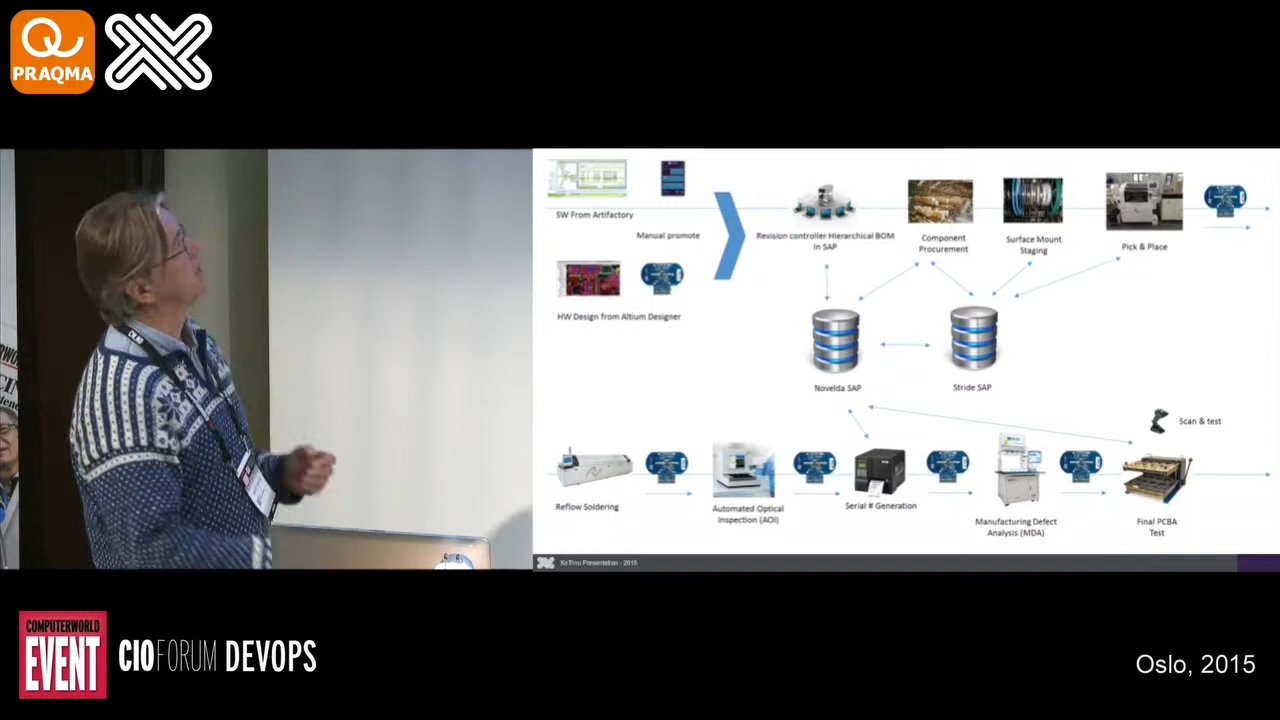 PRAQMA
SW From Artifactory
Manual promote
Revision controller Hierarchical BOM
in SAP
Component
Procurement
Surface Mount
Staging
Pick & Place
HW Design from Altium Designer
Novelda SAP
Stride SAP
Scan & test
Reflow Soldering
Automated Optical
Inspection (AOI)
Serial # Generation
Manufacturing Defect
Analysis (MDA)
Final PCBA
Test
XeThru Presentation - 2015
COMPUTERWORLD
EVENT
CIOFORUM DEVOPS
Oslo, 2015